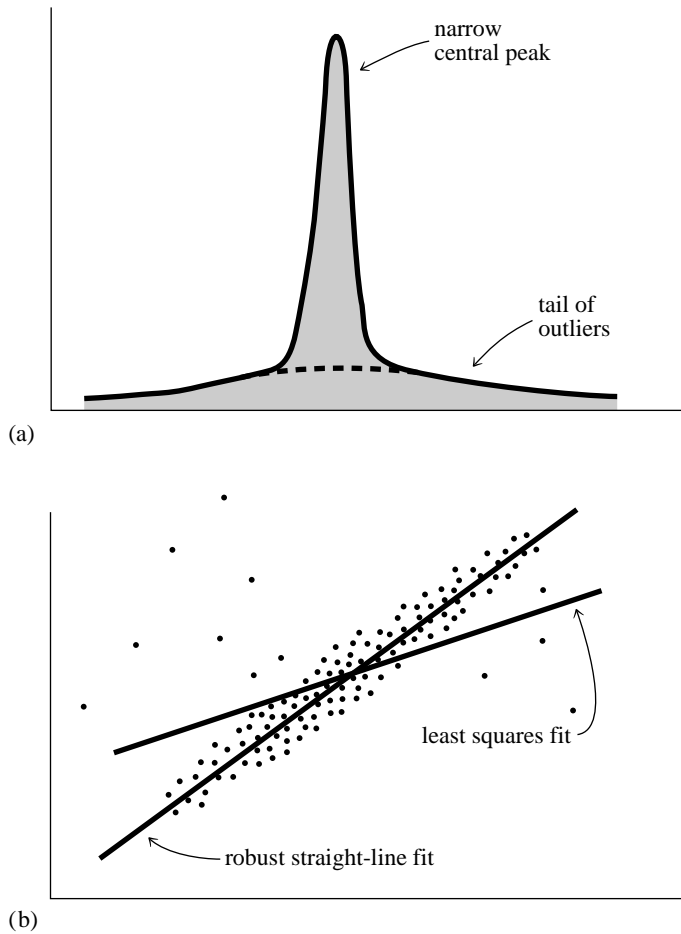 narrow
central peak
tail of
outliers
(a)
least squares fit
robust straight-line fit
(b)